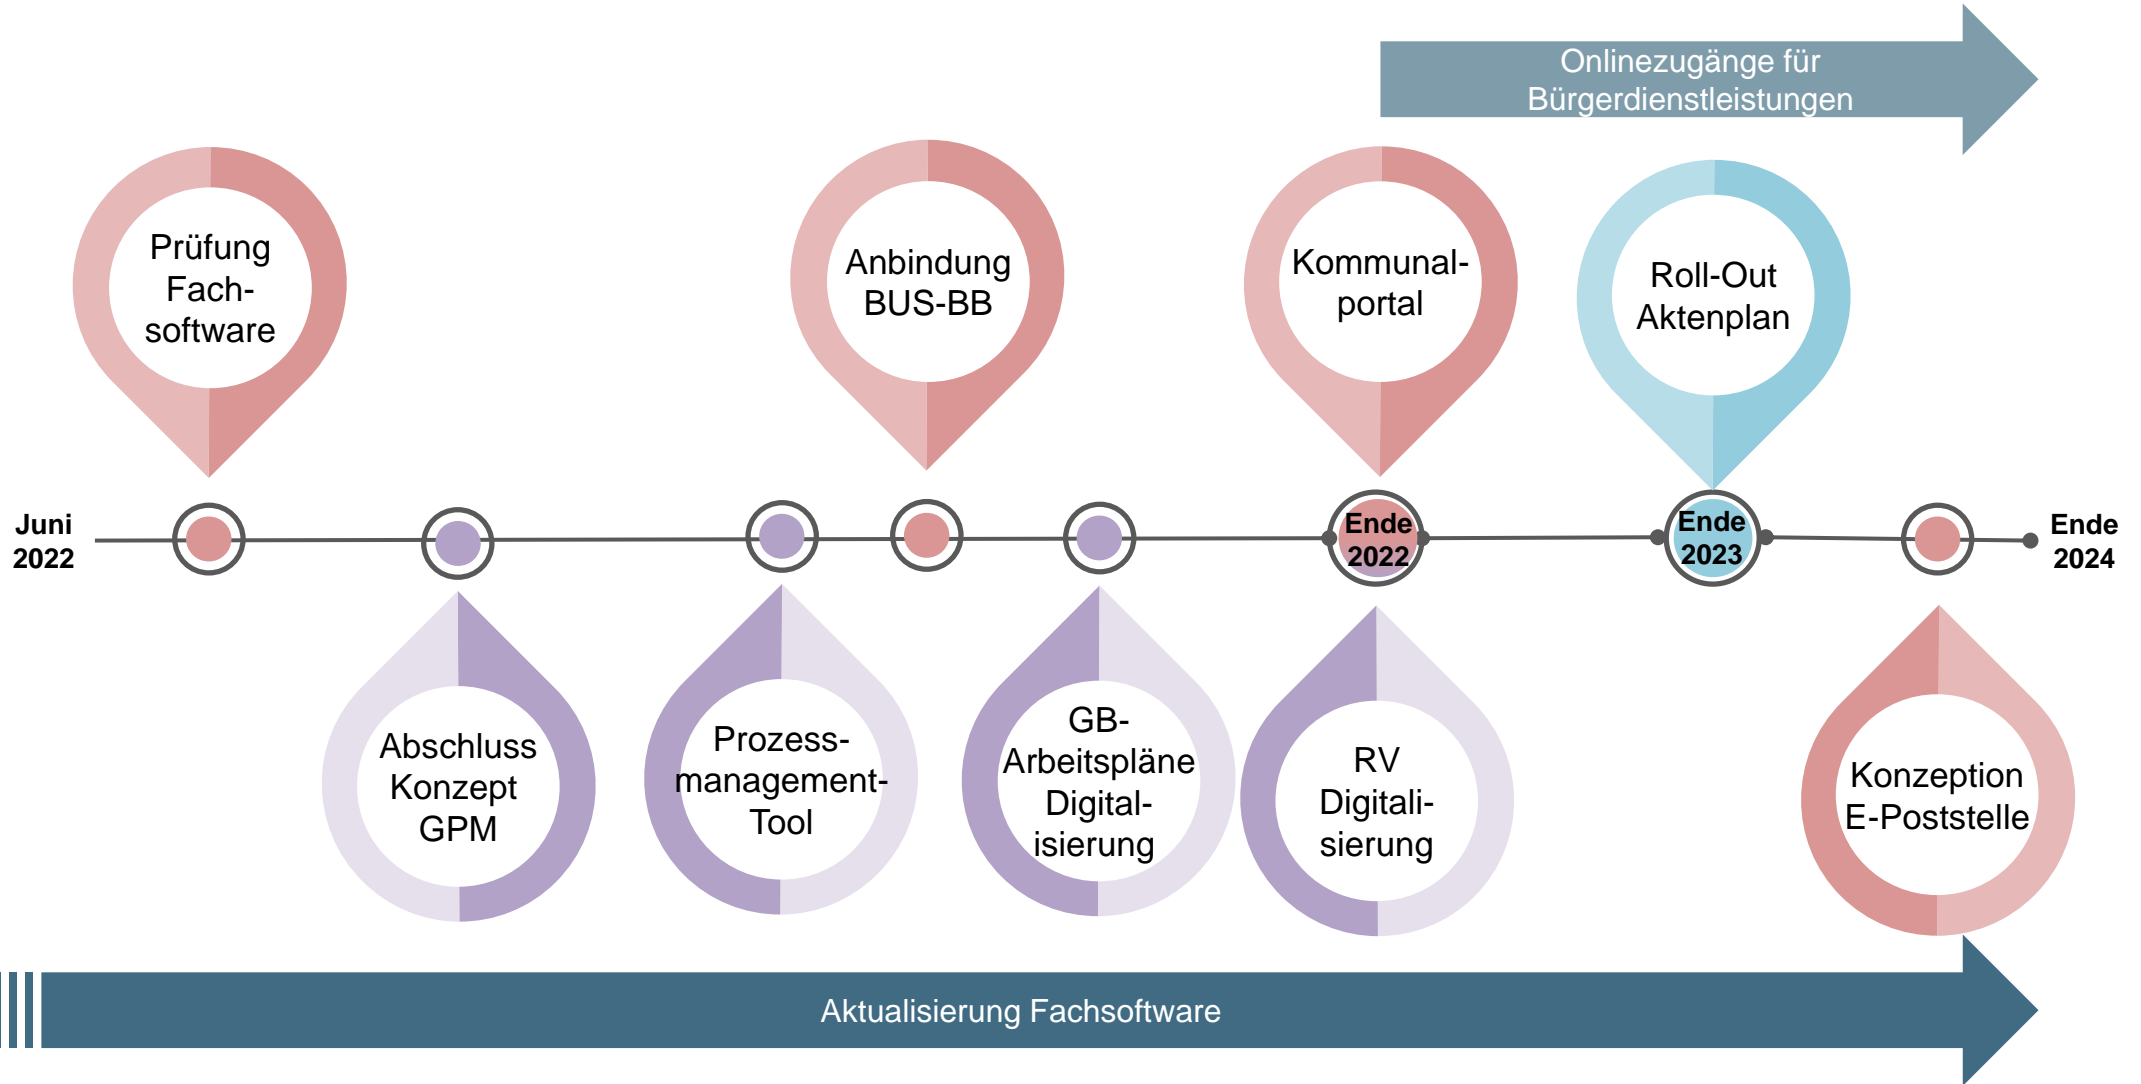 Onlinezugänge für
Bürgerdienstleistungen
Prüfung
Fach-
software
Anbindung
BUS-BB
Kommunal-
portal
Roll-Out
Aktenplan
Juni
2022
Ende
2022
Ende
2023
Ende
2024
Abschluss
Konzept
GPM
Prozess-
management-
Tool
GB-
Arbeitspläne
Digital-
isierung
RV
Digitali-
sierung
Konzeption
E-Poststelle
Aktualisierung Fachsoftware